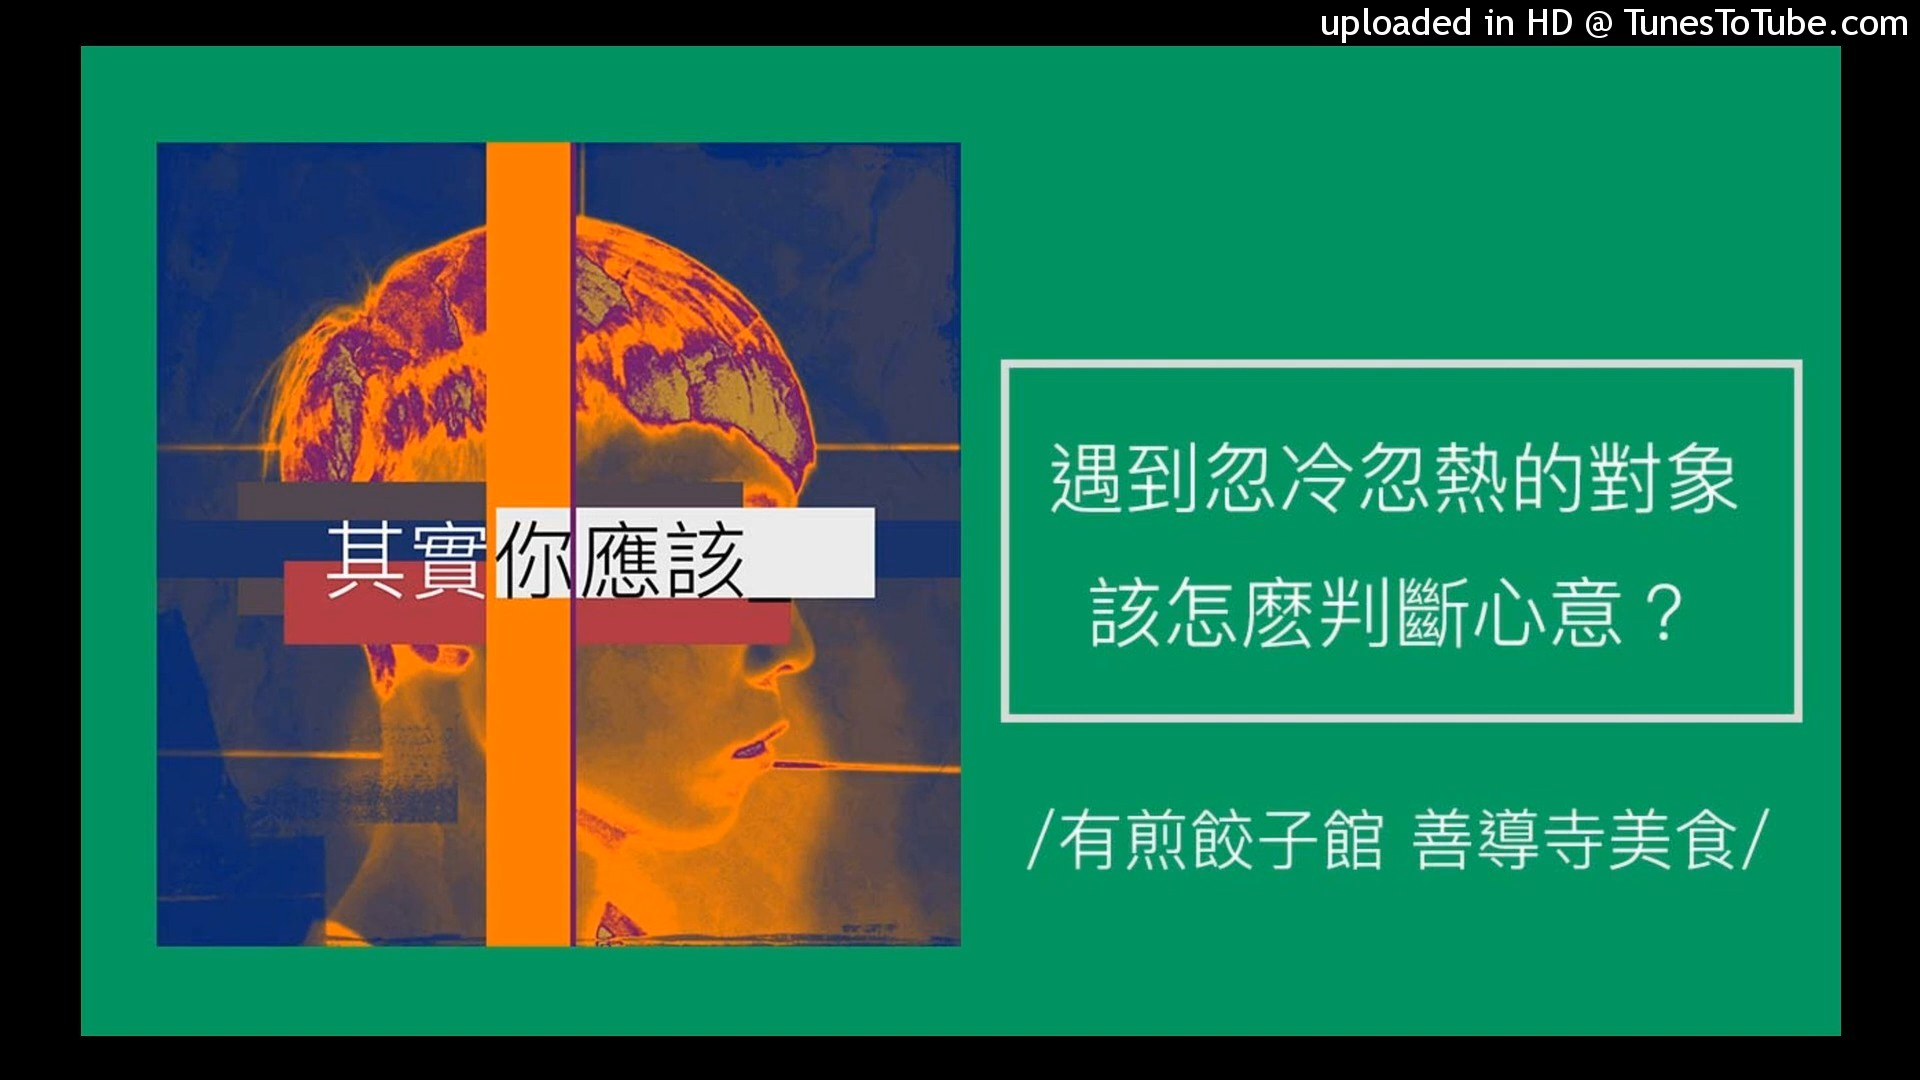 uploaded in HD @ TunesToTube.com
其實你應該_
遇到忽冷忽熱的對象
該怎麽判斷心意？
/有煎餃子館 善導寺美食/